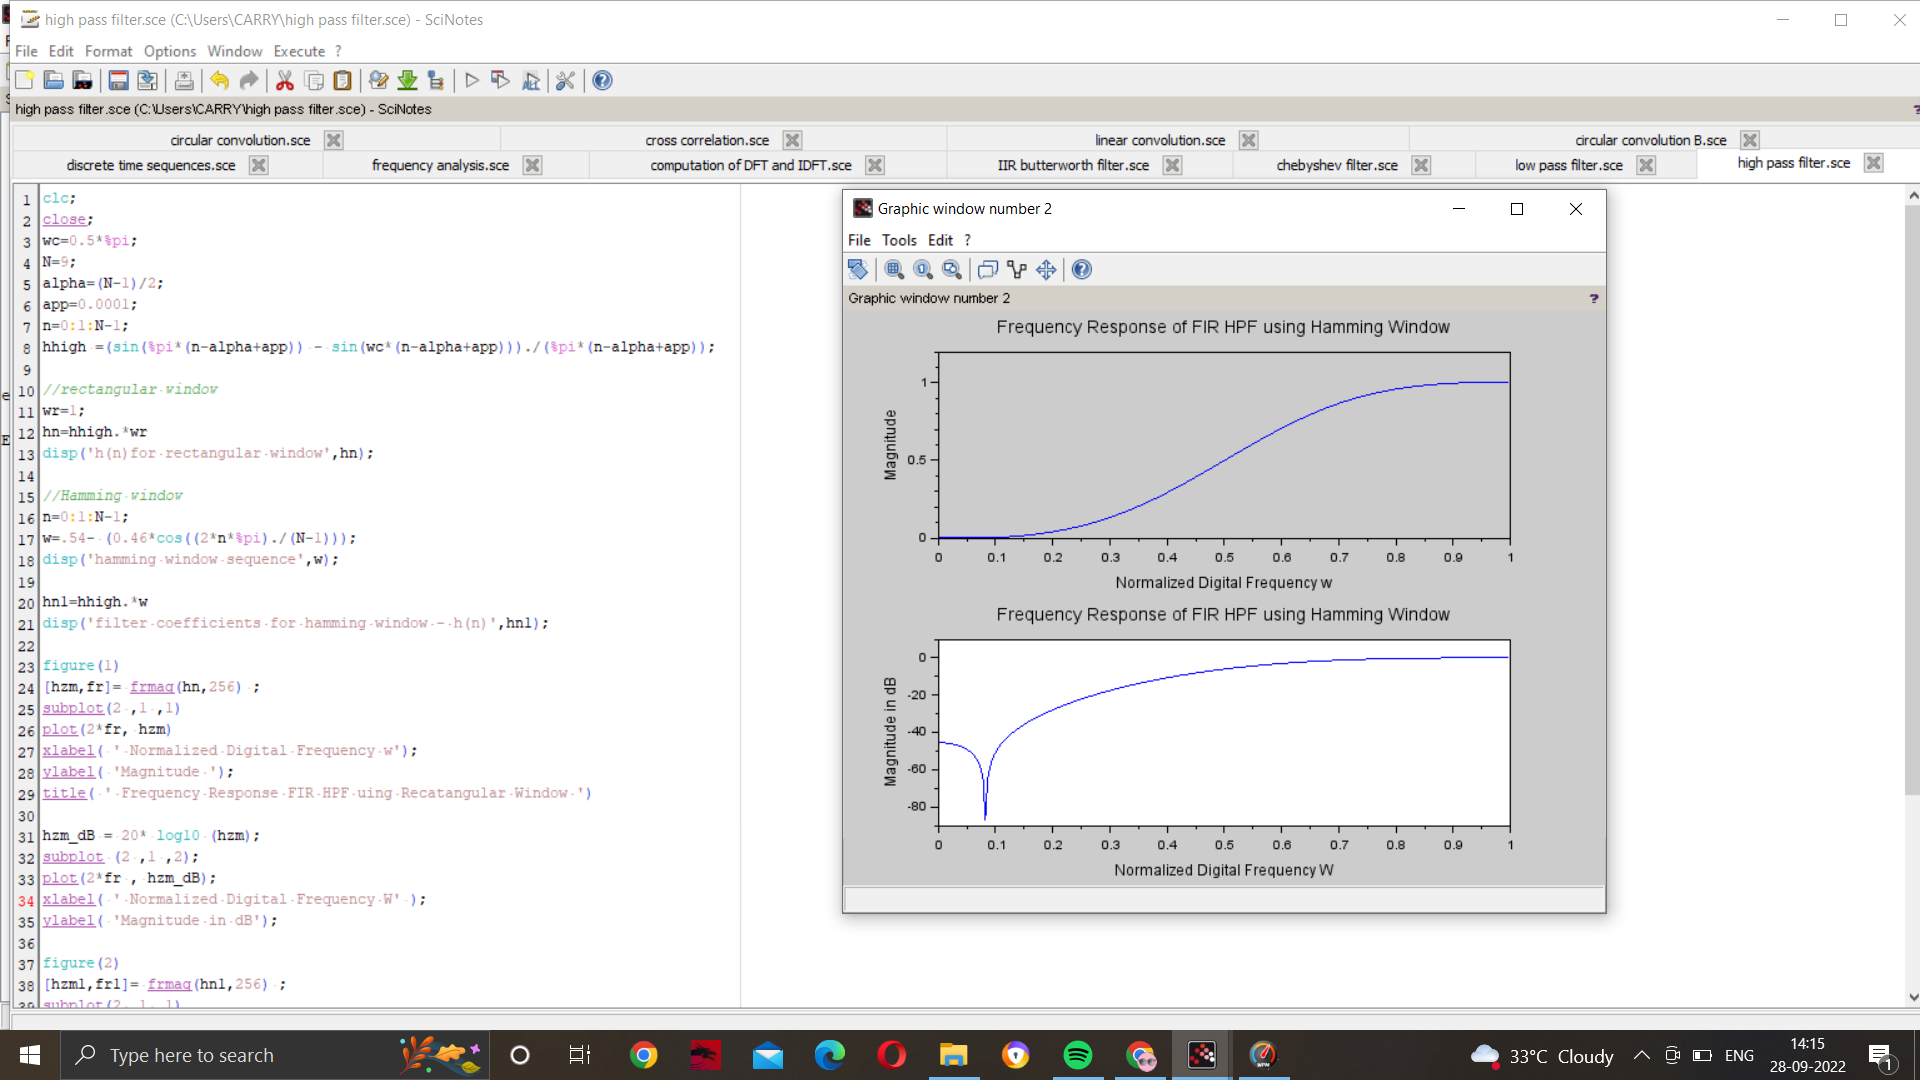 high pass filter.sce (C:\Users\CARRY\high pass filter.sce) - SciNotes
File Edit Format Options Window Execute ?
high pass filter.sce (C:\Users\CARRY\high pass filter.sce) - SciNotes
?
circular convolution.sce cross correlation.sce linear convolution.sce circular convolution B.sce
discrete time sequences.sce frequency analysis.sce computation of DFT and IDFT.sce IIR butterworth filter.sce chebyshev filter.sce low pass filter.sce high pass filter.sce
1 clc;
2 close;
3 wc=0.5*%pi;
4 N=9;
5 alpha=(N-1)/2;
6 app=0.0001;
7 n=0:1:N-1;
8 hhigh =(sin(%pi*(n-alpha+app)) - sin(wc*(n-alpha+app)))./(%pi*(n-alpha+app));
9
10 //rectangular window
11 wr=1;
12 hn=hhigh.*wr
13 disp('h(n)for rectangular window',hn);
14
15 //Hamming window
16 n=0:1:N-1;
17 w=.54- (0.46*cos((2*n*%pi)./(N-1)));
18 disp('hamming window sequence',w);
19
20 hn1=hhigh.*w
21 disp('filter coefficients for hamming window - h(n)',hn1);
22
23 figure(1)
24 [hzm,fr]= frmag(hn,256) ;
25 subplot(2 ,1 ,1)
26 plot(2*fr, hzm)
27 xlabel( ' Normalized Digital Frequency w');
28 ylabel( 'Magnitude ');
29 title( ' Frequency Response FIR HPF uing Recatangular Window ')
30
31 hzm_dB = 20* log10 (hzm);
32 subplot (2 ,1 ,2);
33 plot(2*fr , hzm_dB);
34 xlabel( ' Normalized Digital Frequency W' );
35 ylabel( 'Magnitude in dB');
36
37 figure(2)
38 [hzm1,fr1]= frmag(hn1,256) ;
39 subplot(2, 1, 1)
Graphic window number 2
File Tools Edit ?
Graphic window number 2
?
Frequency Response of FIR HPF using Hamming Window
Magnitude
1
0.5
0
0 0.1 0.2 0.3 0.4 0.5 0.6 0.7 0.8 0.9 1
Normalized Digital Frequency w
Frequency Response of FIR HPF using Hamming Window
Magnitude in dB
0
-20
-40
-60
-80
0 0.1 0.2 0.3 0.4 0.5 0.6 0.7 0.8 0.9 1
Normalized Digital Frequency W
Type here to search
33°C Cloudy
ENG
14:15
28-09-2022
1